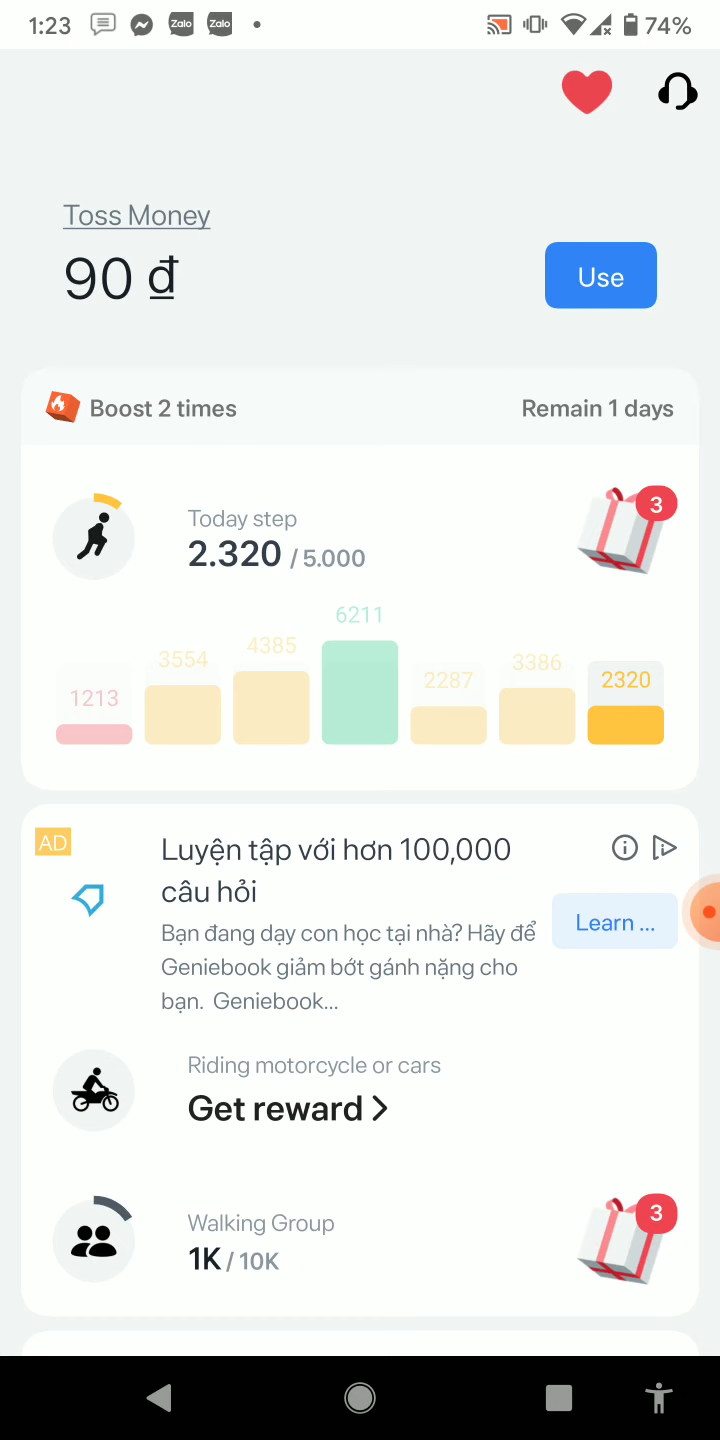 1:23
Zalo
Zalo
74%
Toss Money
90 ₫
Use
Boost 2 times
Remain 1 days
Today step
2.320 / 5.000
3
1213
3554
4385
6211
2287
3386
2320
AD
Luyện tập với hơn 100,000
câu hỏi
Bạn đang dạy con học tại nhà? Hãy để
Geniebook giảm bớt gánh nặng cho
bạn. Geniebook...
Learn ...
Riding motorcycle or cars
Get reward
Walking Group
1K / 10K
3